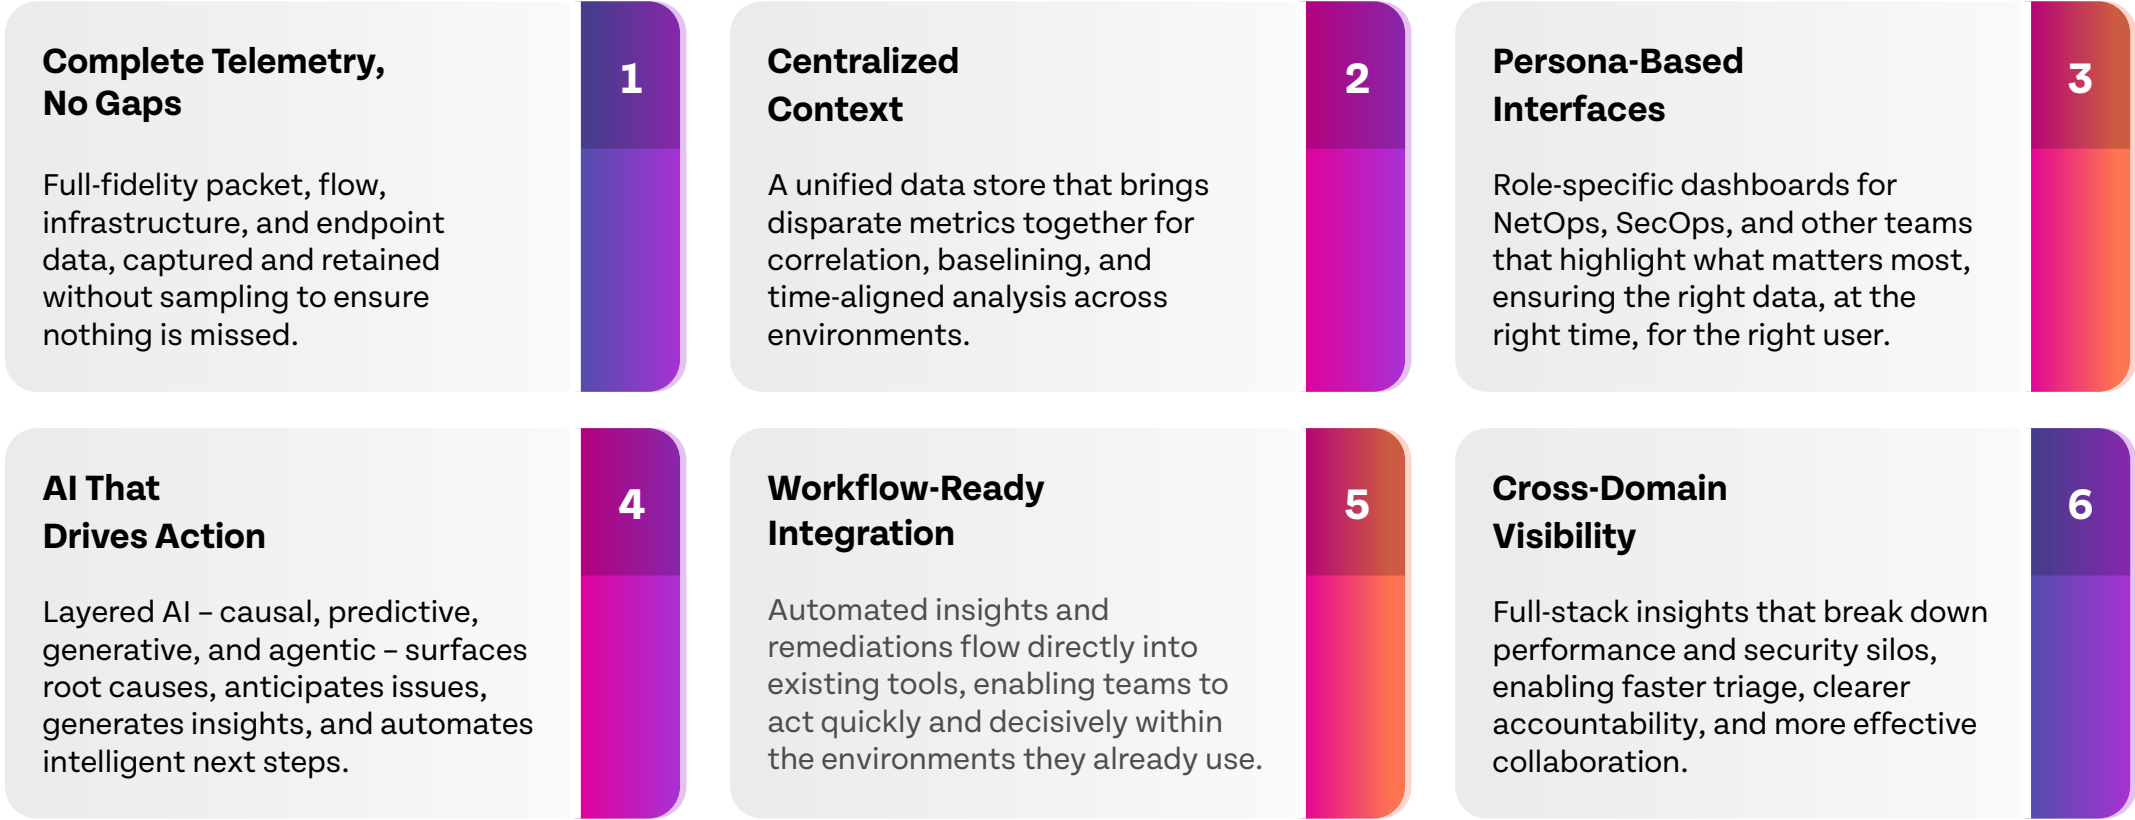 Complete Telemetry,
No Gaps
1
Full-fidelity packet, flow,
infrastructure, and endpoint
data, captured and retained
without sampling to ensure
nothing is missed.
Centralized
Context
2
A unified data store that brings
disparate metrics together for
correlation, baselining, and
time-aligned analysis across
environments.
Persona-Based
Interfaces
3
Role-specific dashboards for
NetOps, SecOps, and other teams
that highlight what matters most,
ensuring the right data, at the
right time, for the right user.
AI That
Drives Action
4
Layered AI – causal, predictive,
generative, and agentic – surfaces
root causes, anticipates issues,
generates insights, and automates
intelligent next steps.
Workflow-Ready
Integration
5
Automated insights and
remediations flow directly into
existing tools, enabling teams to
act quickly and decisively within
the environments they already use.
Cross-Domain
Visibility
6
Full-stack insights that break down
performance and security silos,
enabling faster triage, clearer
accountability, and more effective
collaboration.